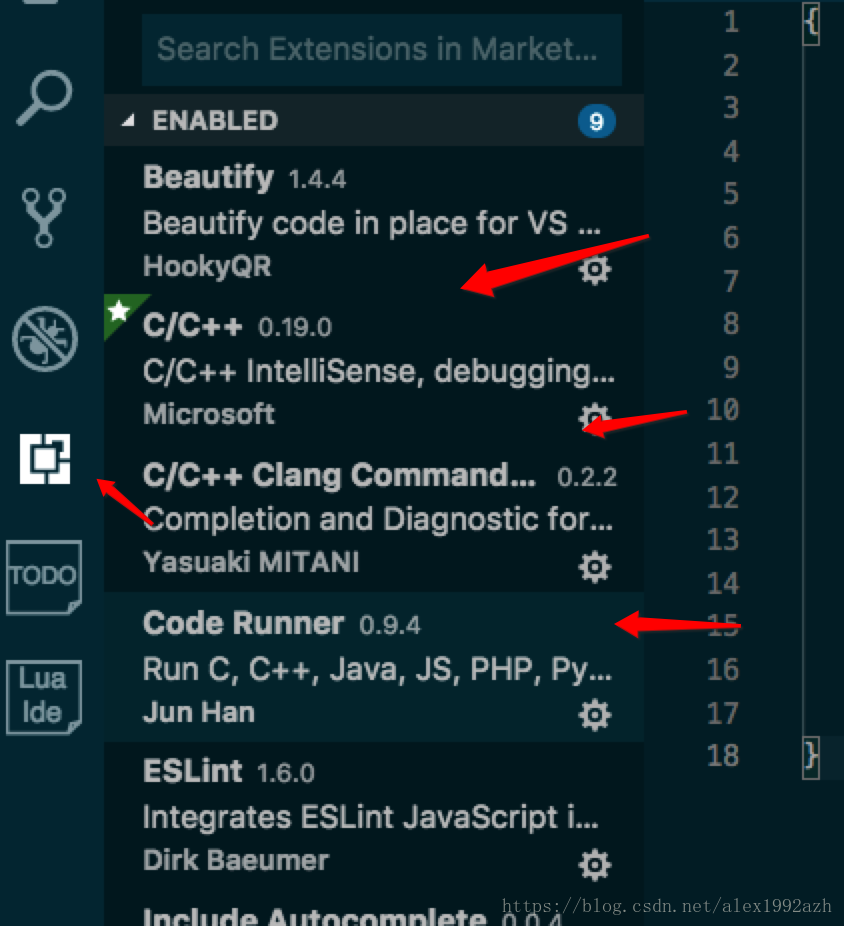 Search Extensions in Market...
ENABLED
9
Beautify 1.4.4
Beautify code in place for VS ...
HookyQR
C/C++ 0.19.0
C/C++ IntelliSense, debugging...
Microsoft
C/C++ Clang Command... 0.2.2
Completion and Diagnostic for...
Yasuaki MITANI
Code Runner 0.9.4
Run C, C++, Java, JS, PHP, Py...
Jun Han
ESLint 1.6.0
Integrates ESLint JavaScript i...
Dirk Baeumer
Include Autocomplete 0.0.4
TODO
Lua
Ide
1 {
2
3
4
5
6
7
8
9
10
11
12
13
14
15
16
17
18 }
https://blog.csdn.net/alex1992azh